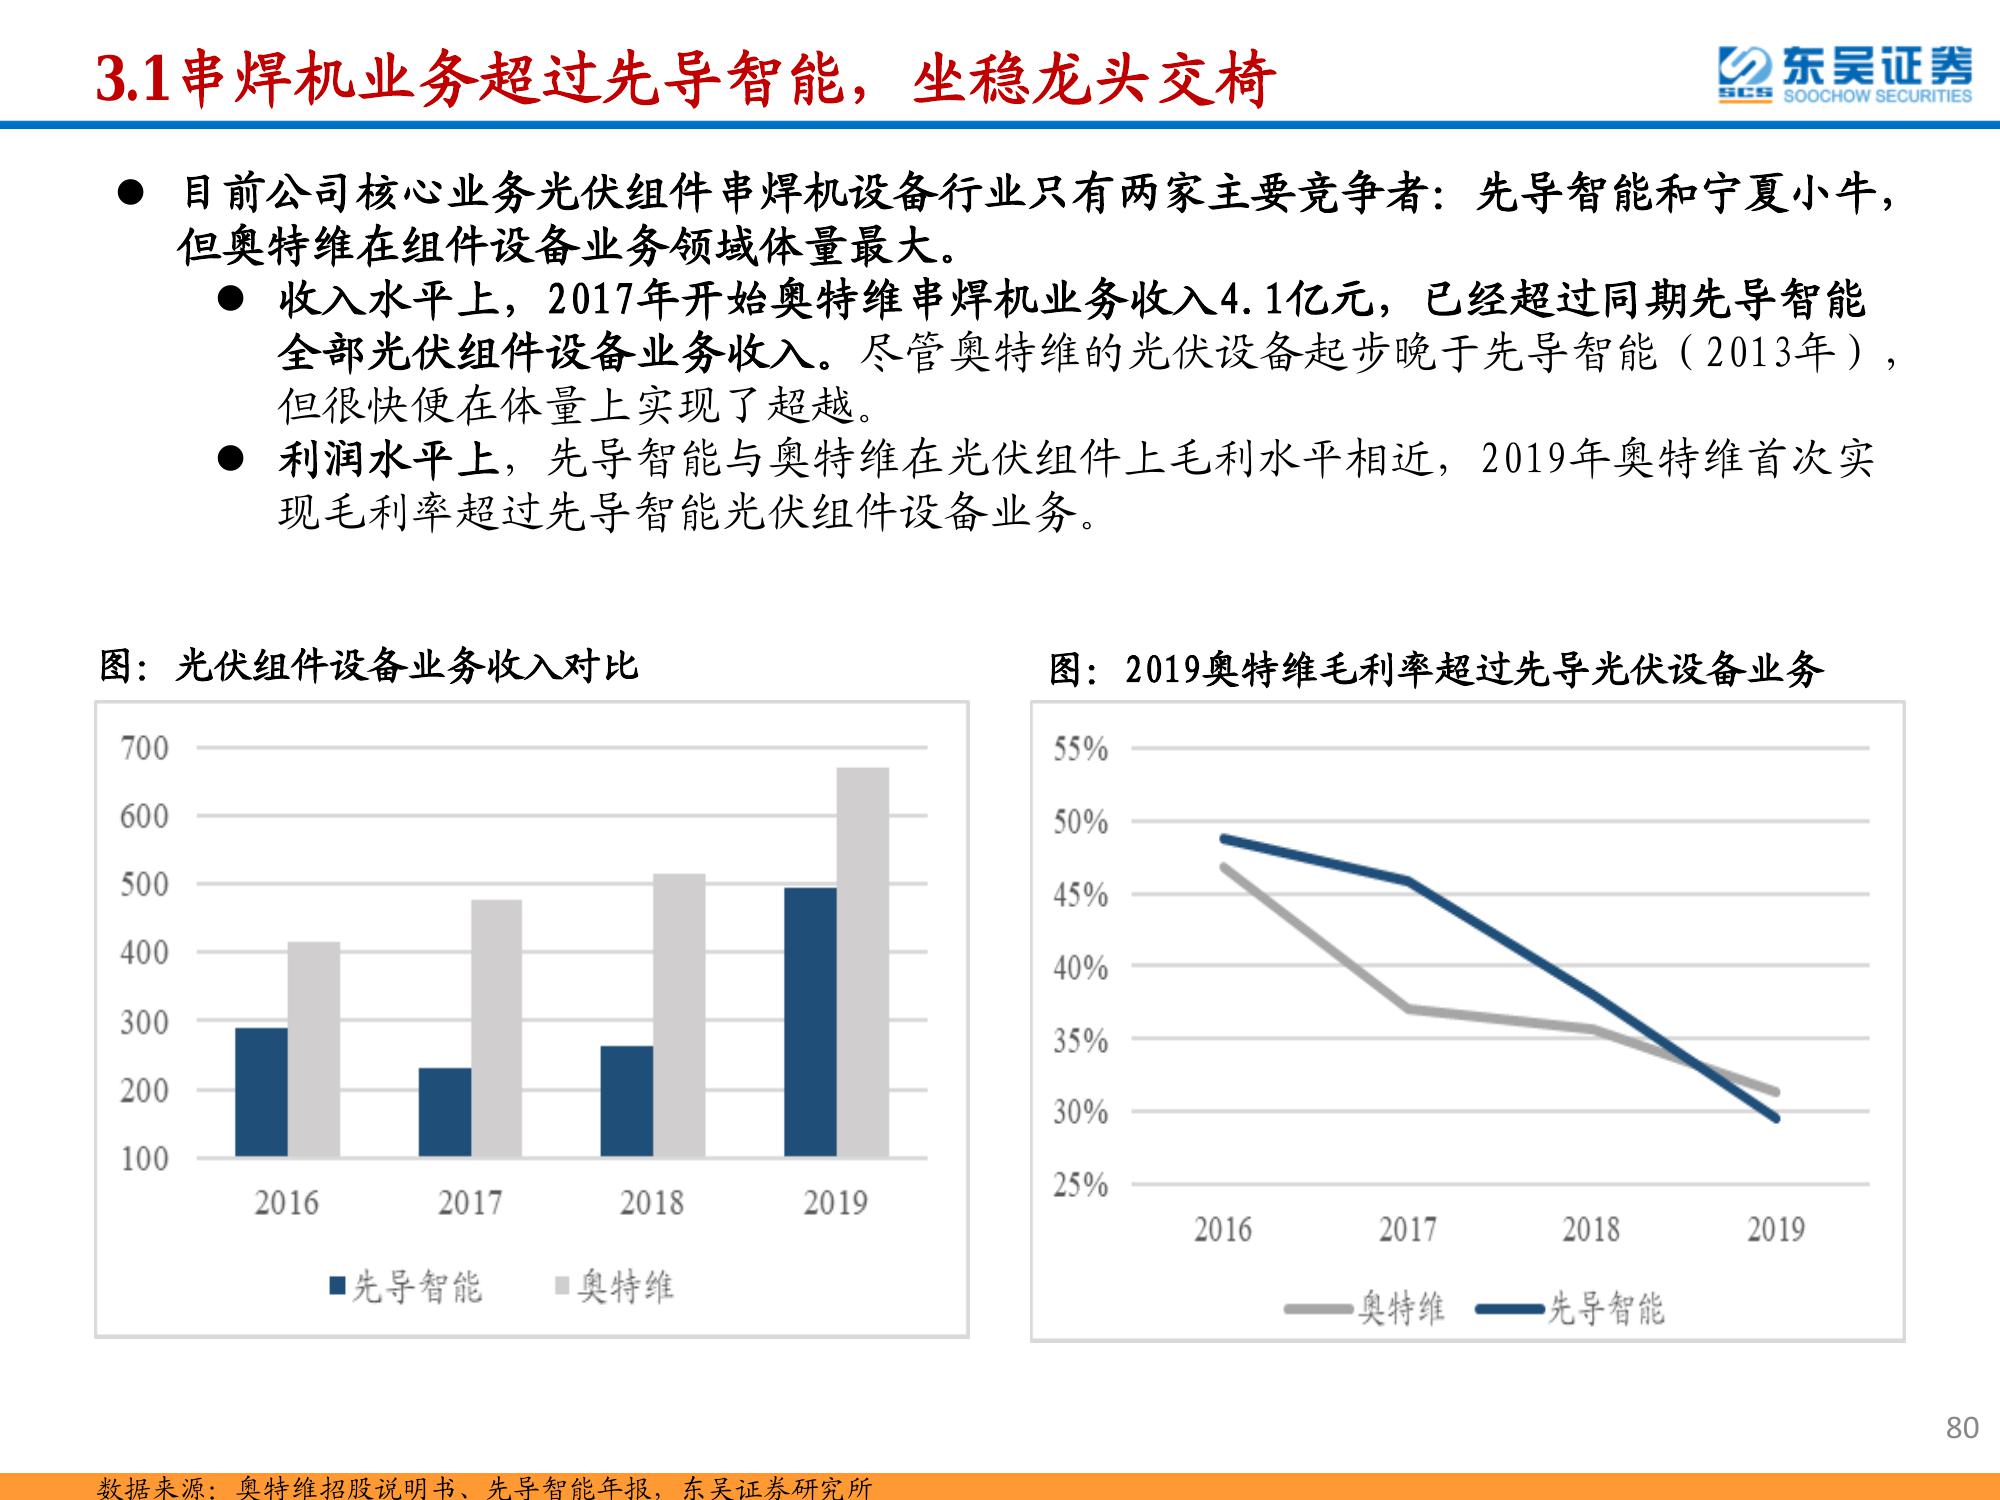 3.1串焊机业务超过先导智能，坐稳龙头交椅
SCS
东吴证券
SOOCHOW SECURITIES
● 目前公司核心业务光伏组件串焊机设备行业只有两家主要竞争者：先导智能和宁夏小牛，
但奥特维在组件设备业务领域体量最大。
● 收入水平上，2017年开始奥特维串焊机业务收入4.1亿元，已经超过同期先导智能
全部光伏组件设备业务收入。尽管奥特维的光伏设备起步晚于先导智能（2013年），
但很快便在体量上实现了超越。
● 利润水平上，先导智能与奥特维在光伏组件上毛利水平相近，2019年奥特维首次实
现毛利率超过先导智能光伏组件设备业务。
图：光伏组件设备业务收入对比
700
600
500
400
300
200
100
2016 2017 2018 2019
先导智能 奥特维
图：2019奥特维毛利率超过先导光伏设备业务
55%
50%
45%
40%
35%
30%
25%
2016 2017 2018 2019
奥特维 先导智能
80
数据来源：奥特维招股说明书、先导智能年报，东吴证券研究所